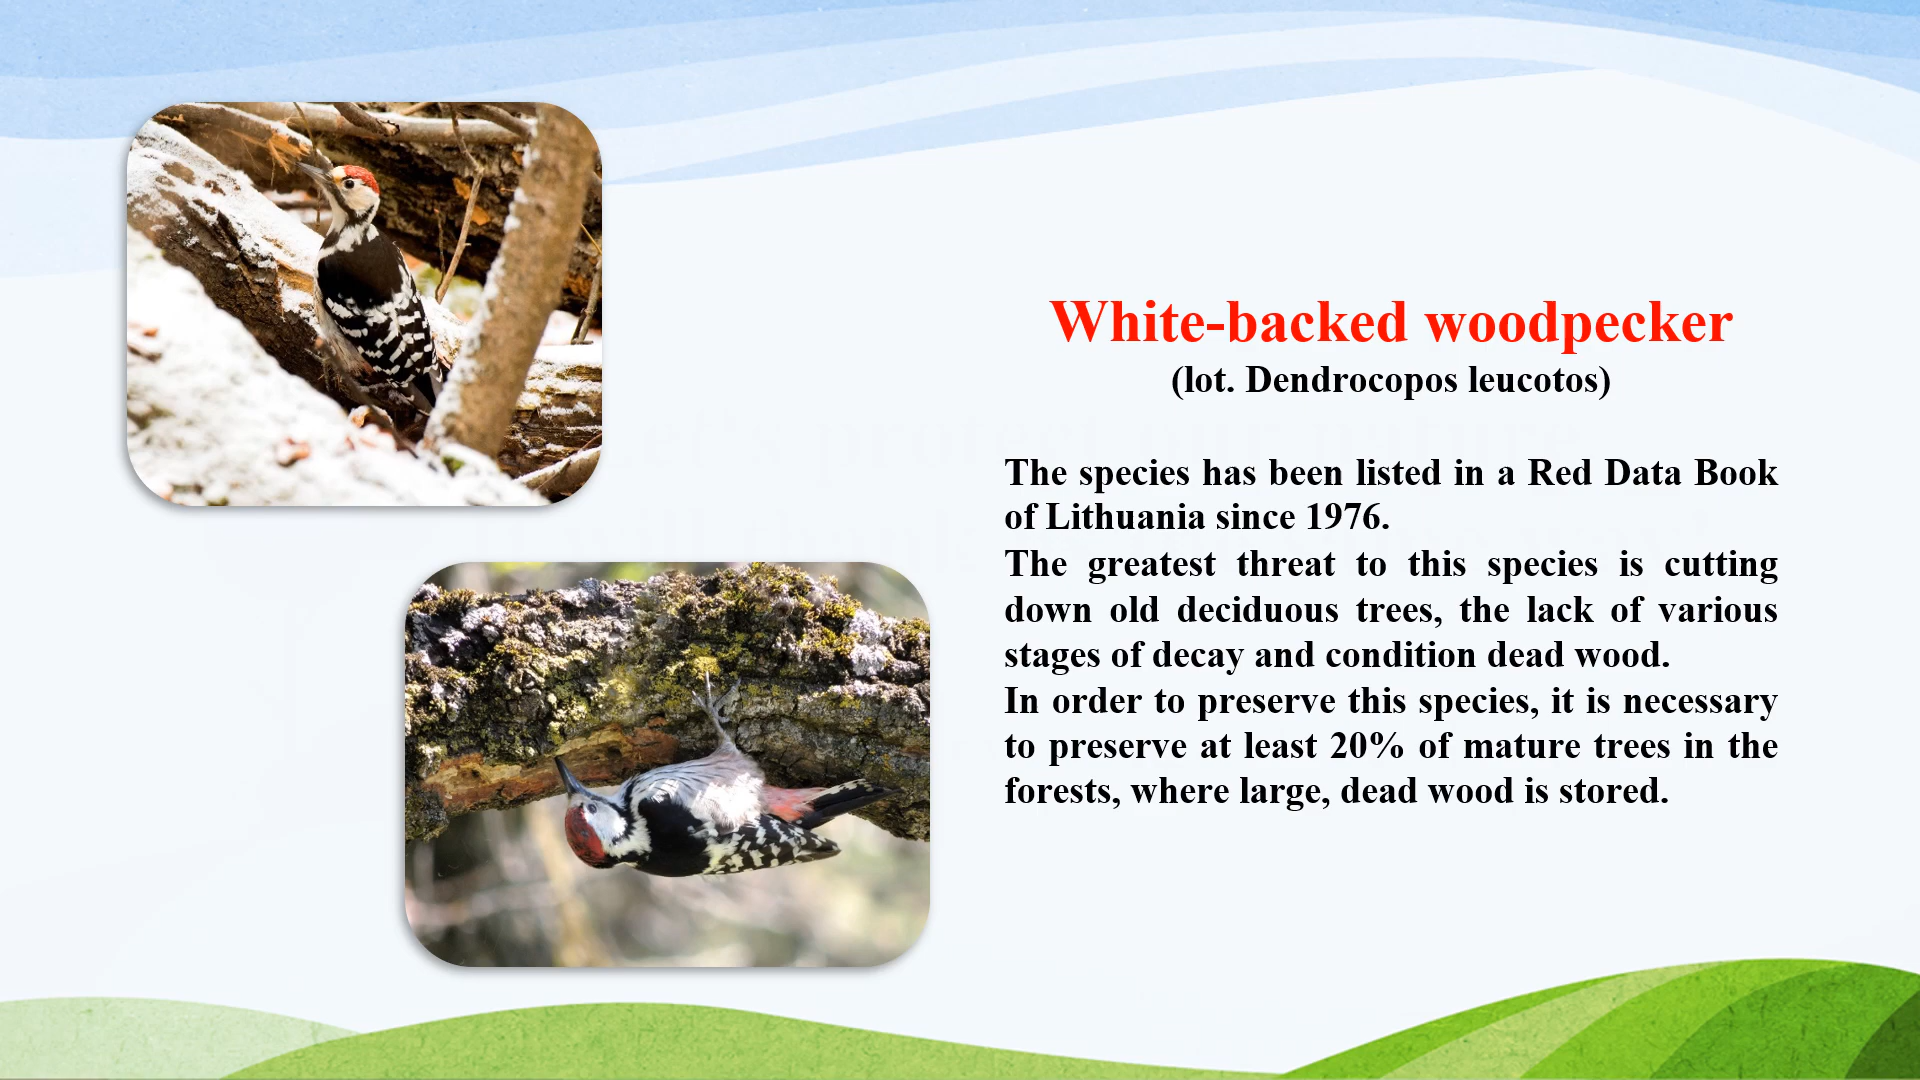 White-backed woodpecker
(lot. Dendrocopos leucotos)
The species has been listed in a Red Data Book
of Lithuania since 1976.
The greatest threat to this species is cutting
down old deciduous trees, the lack of various
stages of decay and condition dead wood.
In order to preserve this species, it is necessary
to preserve at least 20% of mature trees in the
forests, where large, dead wood is stored.